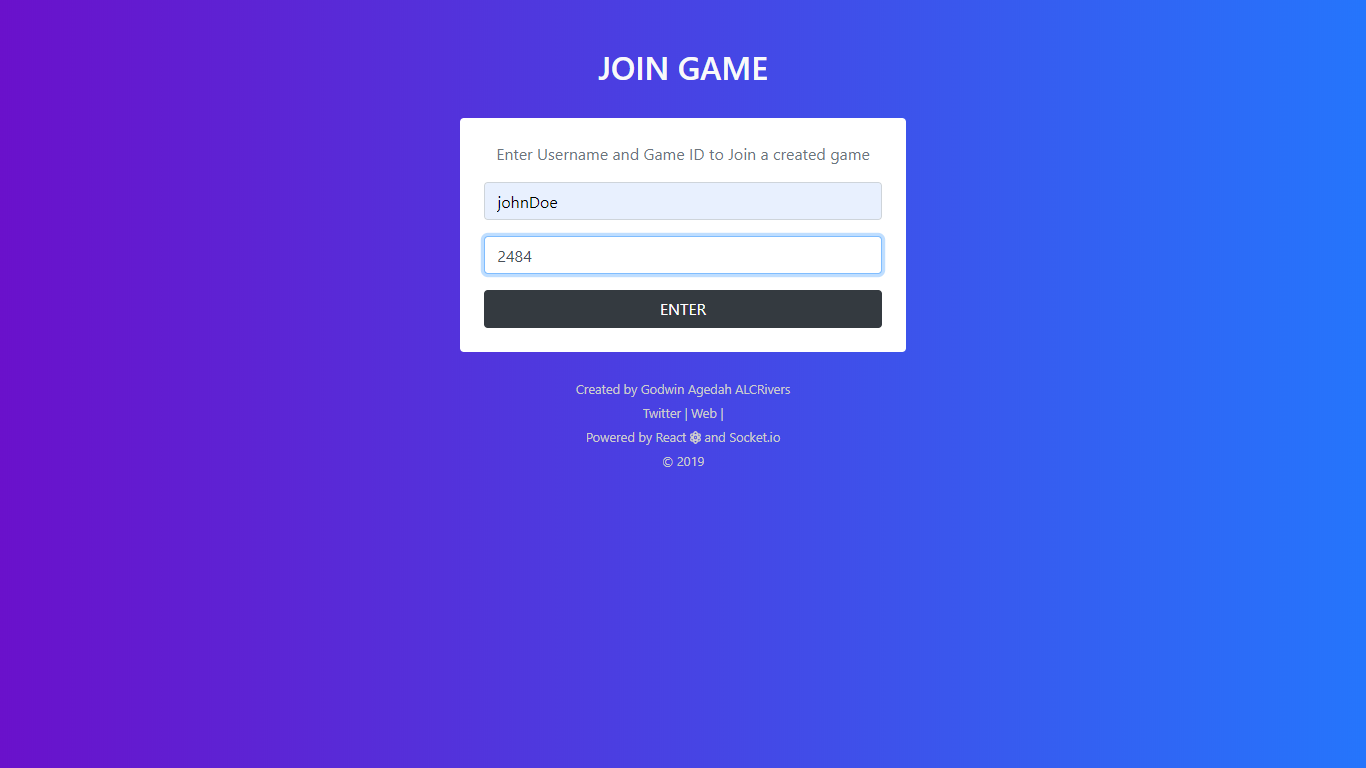 JOIN GAME
Enter Username and Game ID to Join a created game
johnDoe
2484
ENTER
Created by Godwin Agedah ALCRivers
Twitter | Web |
Powered by React and Socket.io
© 2019